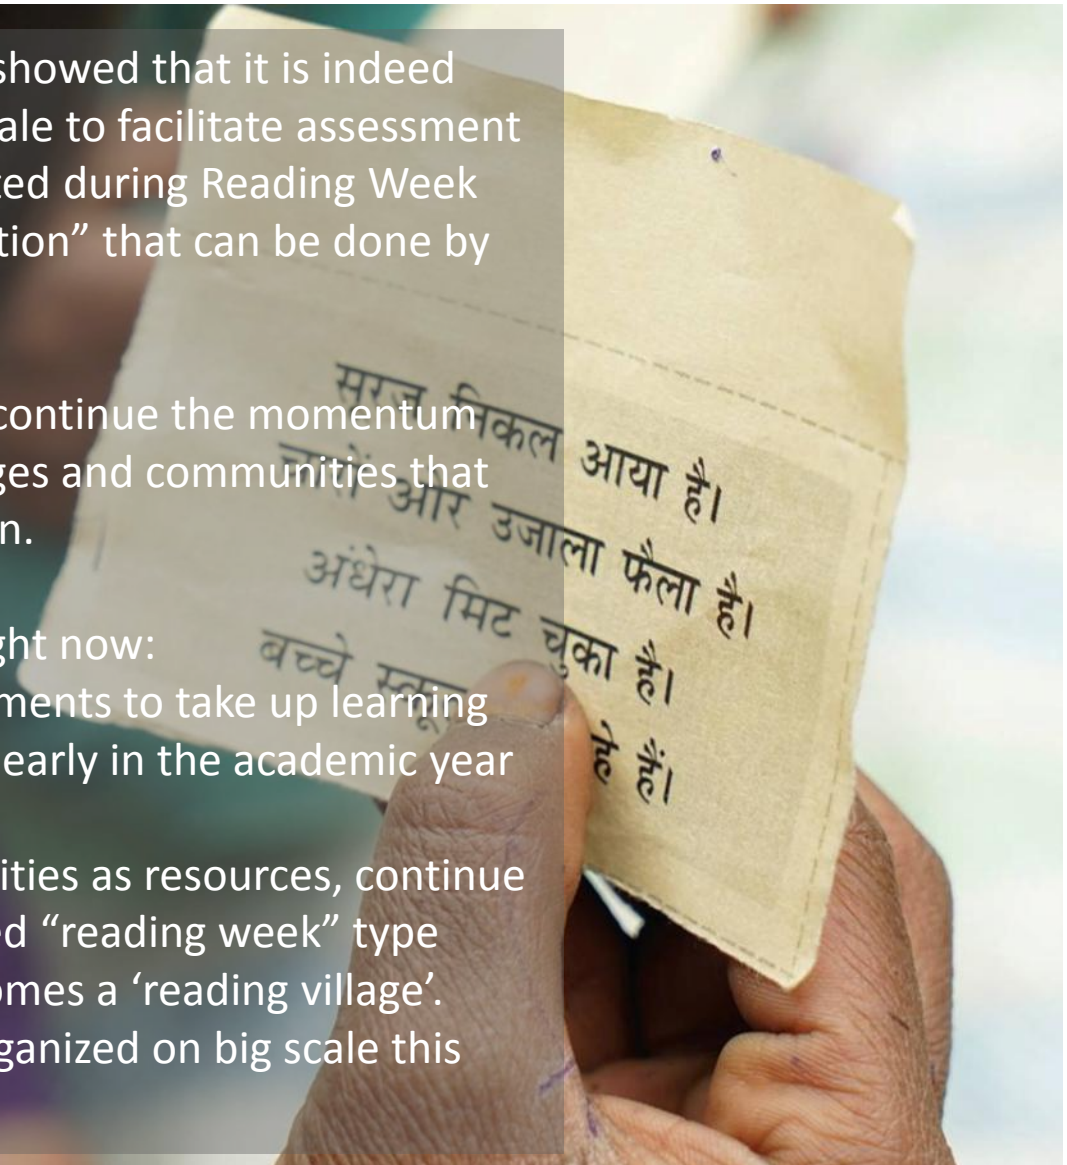 showed that it is indeed
ale to facilitate assessment
ted during Reading Week
tion” that can be done by
continue the momentum
ges and communities that
n.
ght now:
ments to take up learning
early in the academic year
ities as resources, continue
ed “reading week” type
omes a ‘reading village’.
ganized on big scale this
सूरज निकल आया है।
चारों ओर उजाला फैला है।
अंधेरा मिट चुका है।
बच्चे हैं।